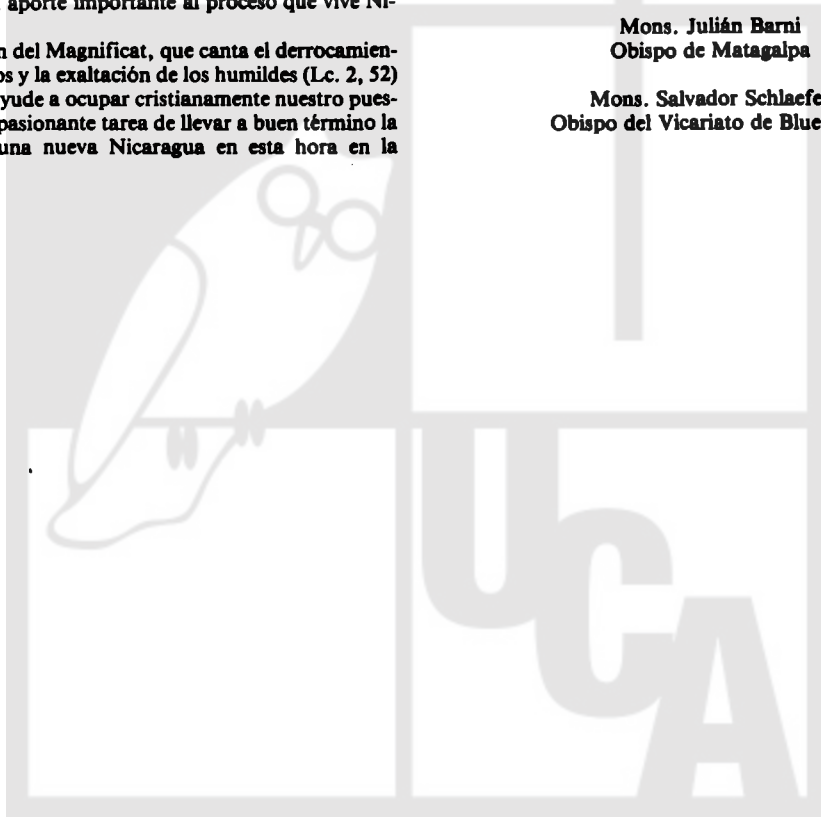 aporte importante al proceso que vive Ni-
del Magnificat, que canta el derrocamien-
os y la exaltación de los humildes (Lc. 2, 52)
yude a ocupar cristianamente nuestro pues-
pasionante tarea de llevar a buen término la
una nueva Nicaragua en esta hora en la
Mons. Julián Barni
Obispo de Matagalpa
Mons. Salvador Schlaefe
Obispo del Vicariato de Blue
UCA